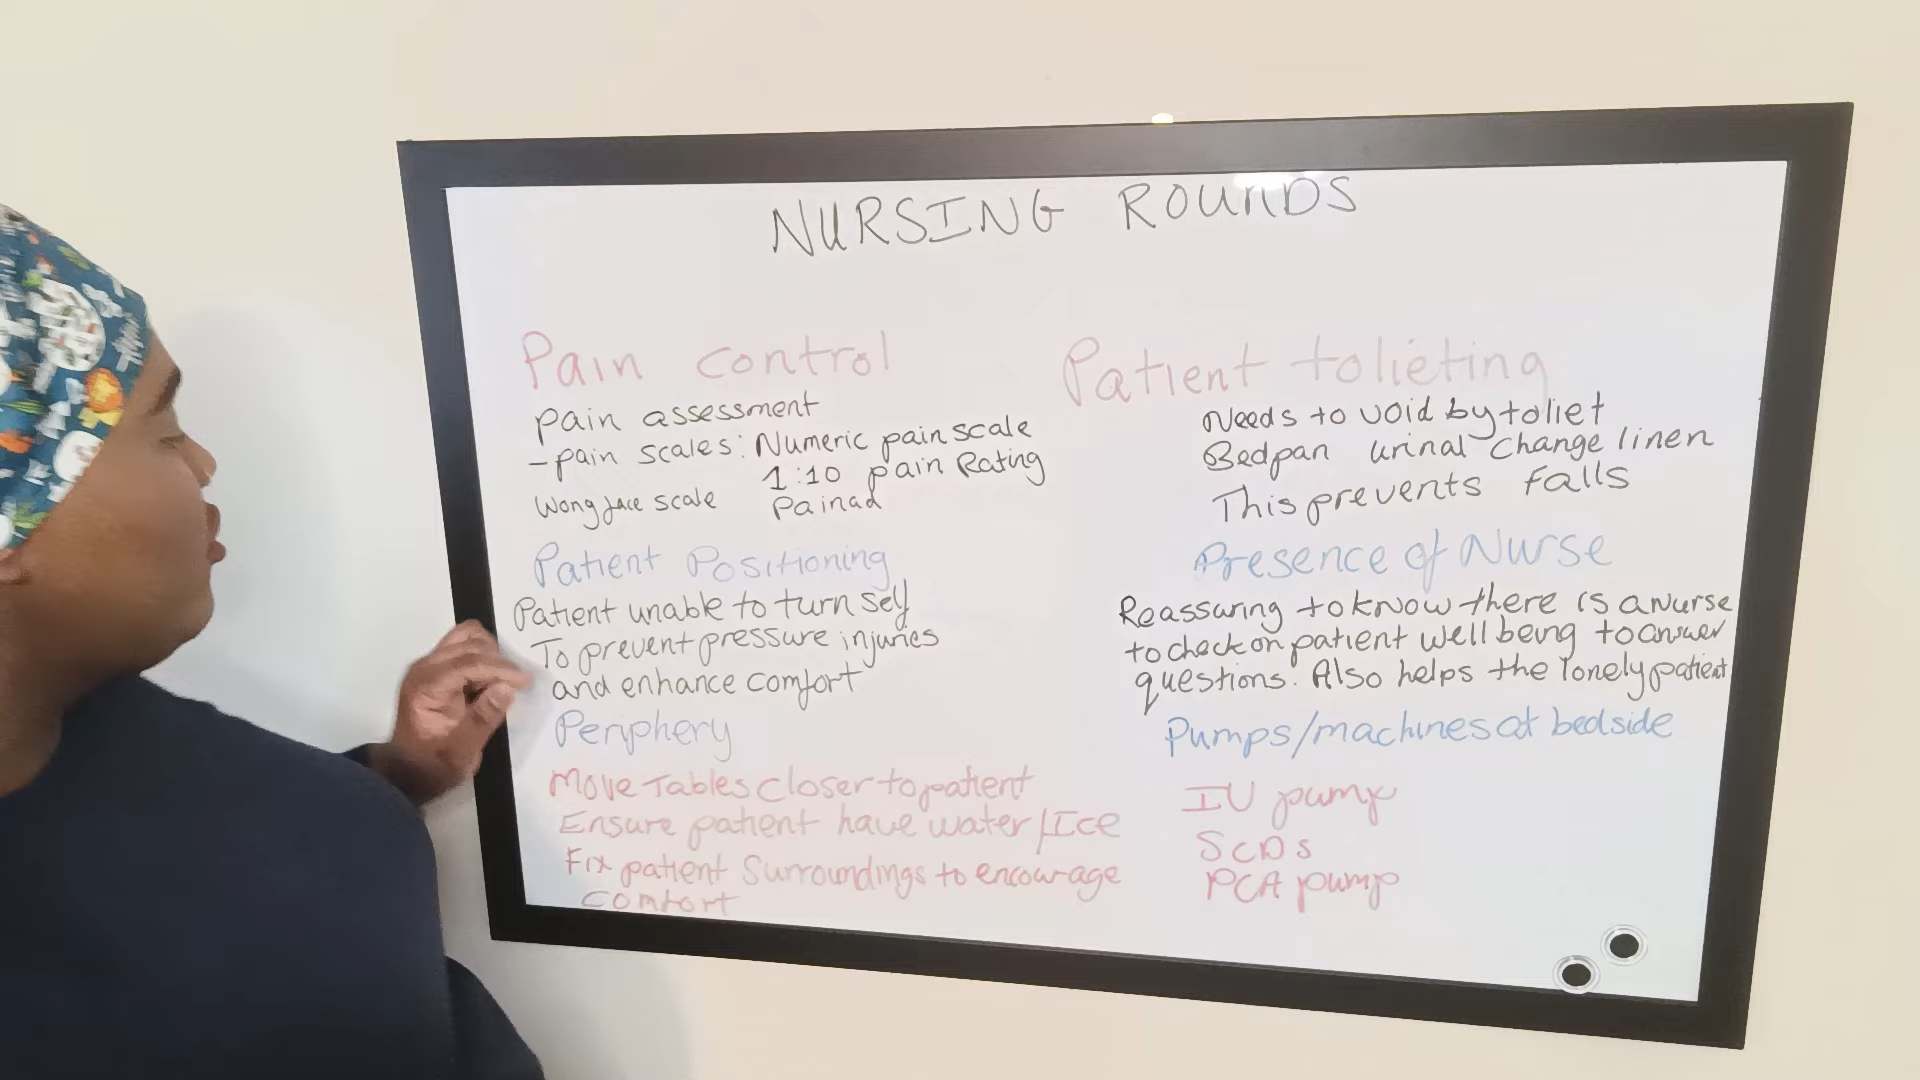 NURSING ROUNDS
Pain control
pain assessment
- pain scales: Numeric pain scale
1:10 pain Rating
Wong face scale Painad
Patient Positioning
Patient unable to turn self
To prevent pressure injuries
and enhance comfort
Periphery
Move Tables closer to patient
Ensure patient have water/Ice
Fix patient Surroundings to encourage
Comfort
Patient tolieting
Needs to void by toliet
Bedpan urinal change linen
This prevents falls
Presence of Nurse
Reassuring to know there is a Nurse
to check on patient well being to answer
questions. Also helps the lonely patient
Pumps/machines at bedside
IV pump
SCDs
PCA pump